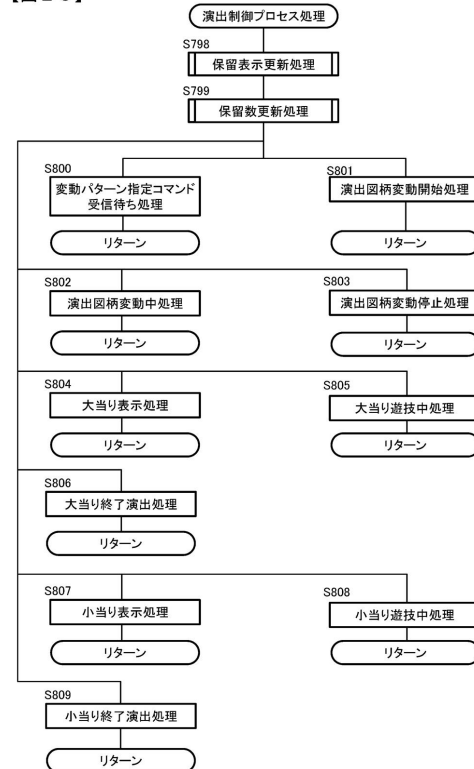 演出制御プロセス処理
S798
保留表示更新処理
S799
保留数更新処理
S800
変動パターン指定コマンド
受信待ち処理
リターン
S801
演出図柄変動開始処理
リターン
S802
演出図柄変動中処理
リターン
S803
演出図柄変動停止処理
リターン
S804
大当り表示処理
リターン
S805
大当り遊技中処理
リターン
S806
大当り終了演出処理
リターン
S807
小当り表示処理
リターン
S808
小当り遊技中処理
リターン
S809
小当り終了演出処理
リターン